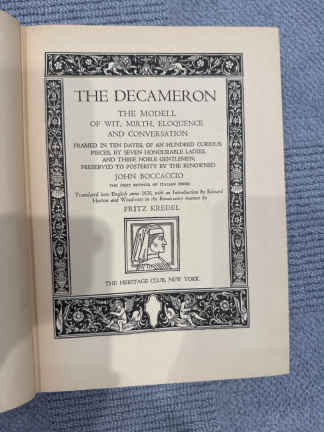 THE DECAMERON
THE MODELL
OF WIT, MIRTH, ELOQUENCE
AND CONVERSATION
FRAMED IN TEN DAYES, OF AN HUNDRED CURIOUS
PIECES, BY SEVEN HONOURABLE LADIES,
AND THREE NOBLE GENTLEMEN;
PRESERVED TO POSTERITY BY THE RENOWNED
JOHN BOCCACCIO
THE FIRST REFINER OF ITALIAN PROSE
Translated into English anno 1620, with an Introduction by Edward
Hutton and Woodcuts in the Renaissance manner by
FRITZ KREDEL
THE HERITAGE CLUB, NEW YORK